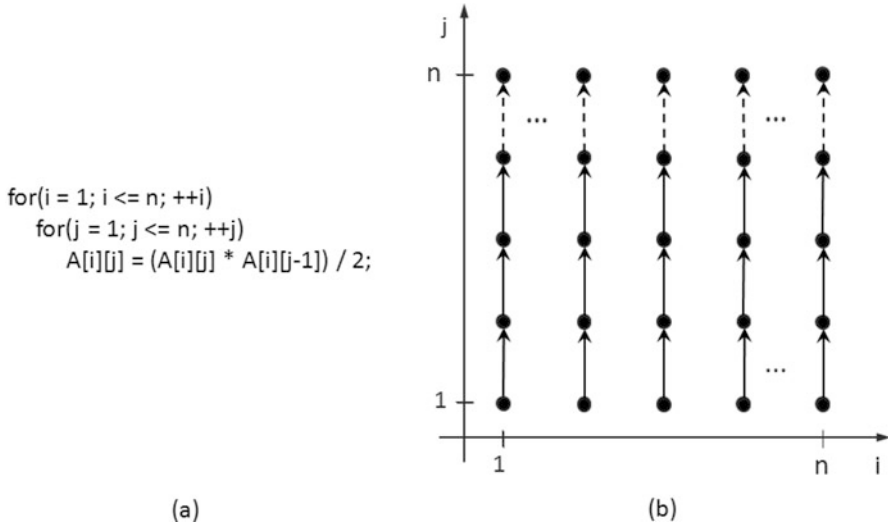 for(i = 1; i <= n; ++i)
for(j = 1; j <= n; ++j)
A[i][j] = (A[i][j] * A[i][j-1]) / 2;
(a)
j
n
... ...
...
1
1 n i
(b)